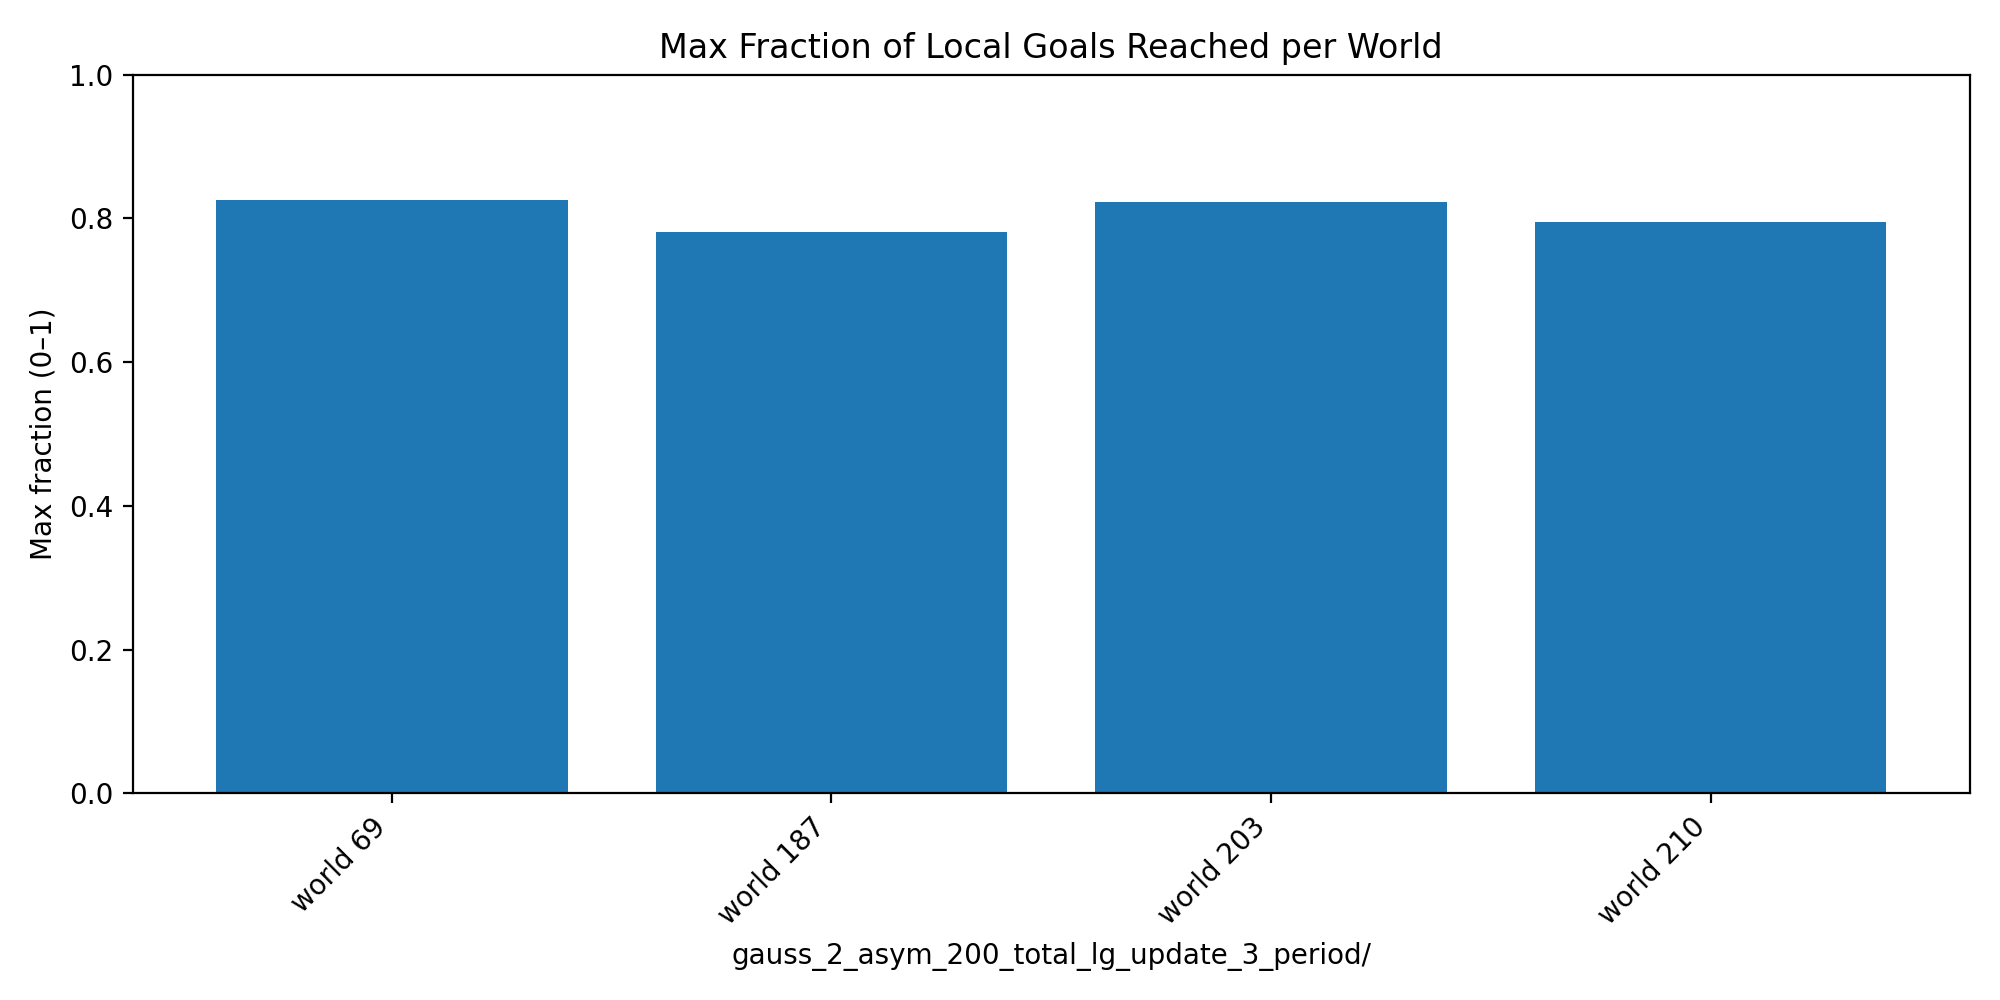 Max Fraction of Local Goals Reached per World
Max fraction (0–1)
1.0
0.8
0.6
0.4
0.2
0.0
world 69
world 187
world 203
world 210
gauss_2_asym_200_total_lg_update_3_period/